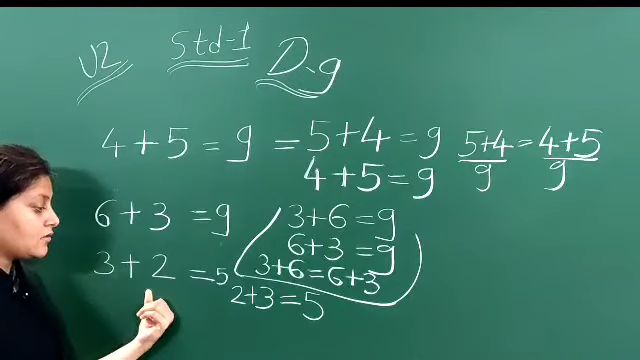 V2 Std-1 D-9
4+5=9 = 5+4=9 5+4 = 4+5
4+5=9 9 9
6+3=9 3+6=9
6+3=9
3+2=5 3+6=6+3
2+3=5